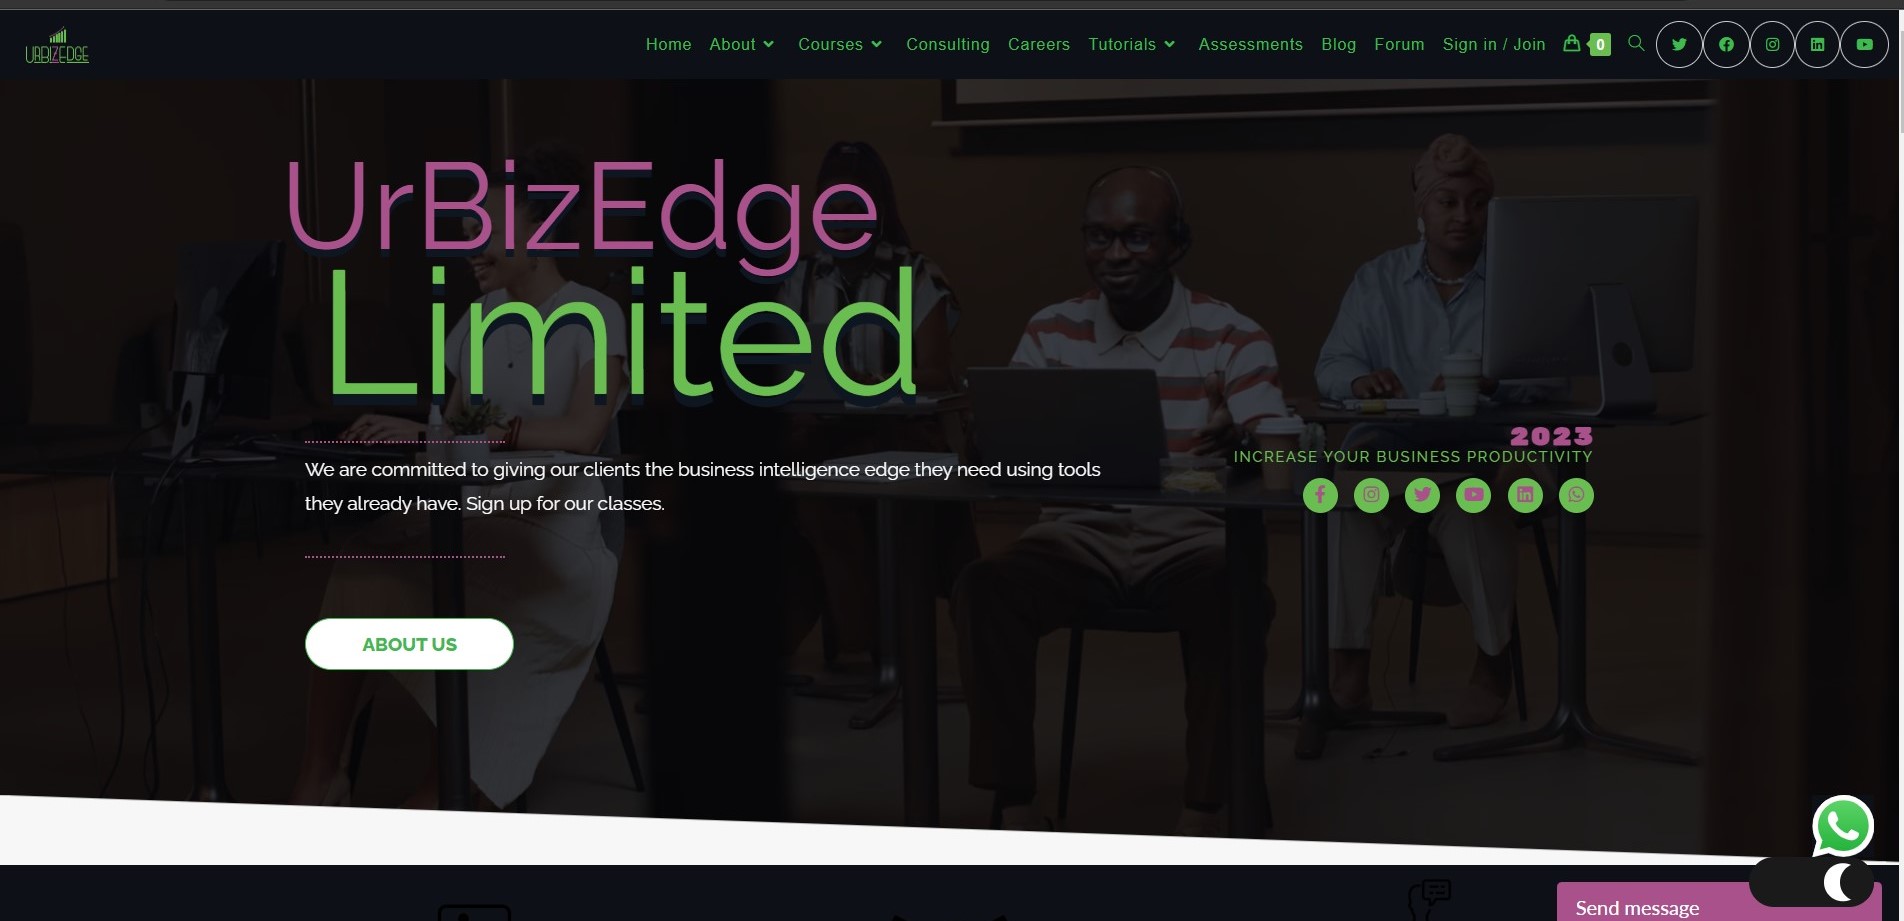 URBIZEDGE
Home About Courses Consulting Careers Tutorials Assessments Blog Forum Sign in / Join 0
UrBizEdge
Limited
We are committed to giving our clients the business intelligence edge they need using tools
they already have. Sign up for our classes.
ABOUT US
2023
INCREASE YOUR BUSINESS PRODUCTIVITY
Send message